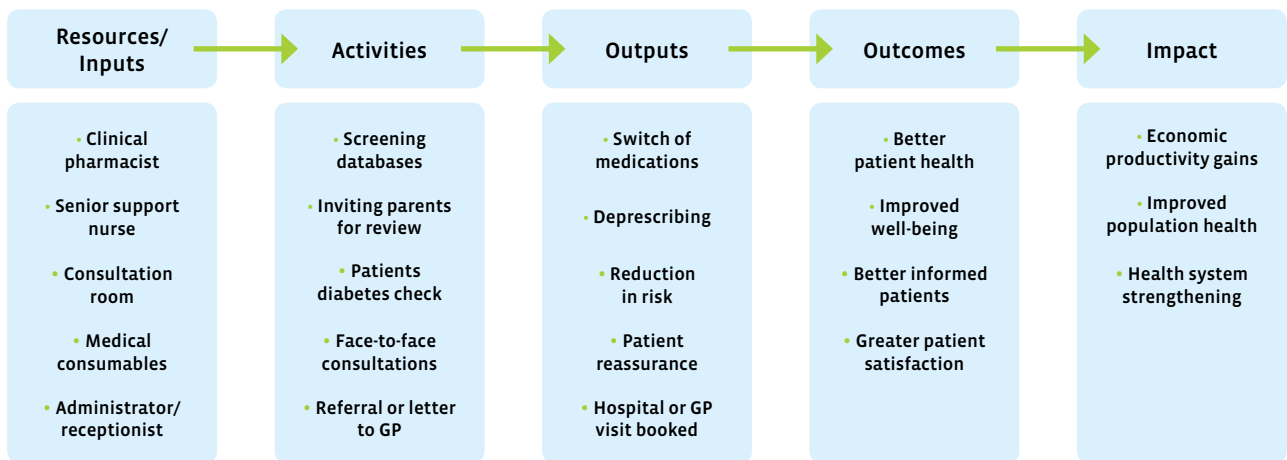 Resources/
Inputs
Activities
Outputs
Outcomes
Impact
• Clinical
pharmacist
• Senior support
nurse
• Consultation
room
• Medical
consumables
• Administrator/
receptionist
• Screening
databases
• Inviting parents
for review
• Patients
diabetes check
• Face-to-face
consultations
• Referral or letter
to GP
• Switch of
medications
• Deprescribing
• Reduction
in risk
• Patient
reassurance
• Hospital or GP
visit booked
• Better
patient health
• Improved
well-being
• Better informed
patients
• Greater patient
satisfaction
• Economic
productivity gains
• Improved
population health
• Health system
strengthening